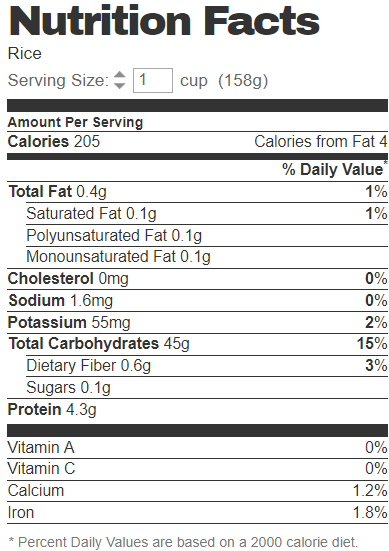 Nutrition Facts
Rice
Serving Size: 1 cup (158g)
Amount Per Serving
Calories 205 Calories from Fat 4
% Daily Value*
Total Fat 0.4g 1%
Saturated Fat 0.1g 1%
Polyunsaturated Fat 0.1g
Monounsaturated Fat 0.1g
Cholesterol 0mg 0%
Sodium 1.6mg 0%
Potassium 55mg 2%
Total Carbohydrates 45g 15%
Dietary Fiber 0.6g 3%
Sugars 0.1g
Protein 4.3g
Vitamin A 0%
Vitamin C 0%
Calcium 1.2%
Iron 1.8%
* Percent Daily Values are based on a 2000 calorie diet.